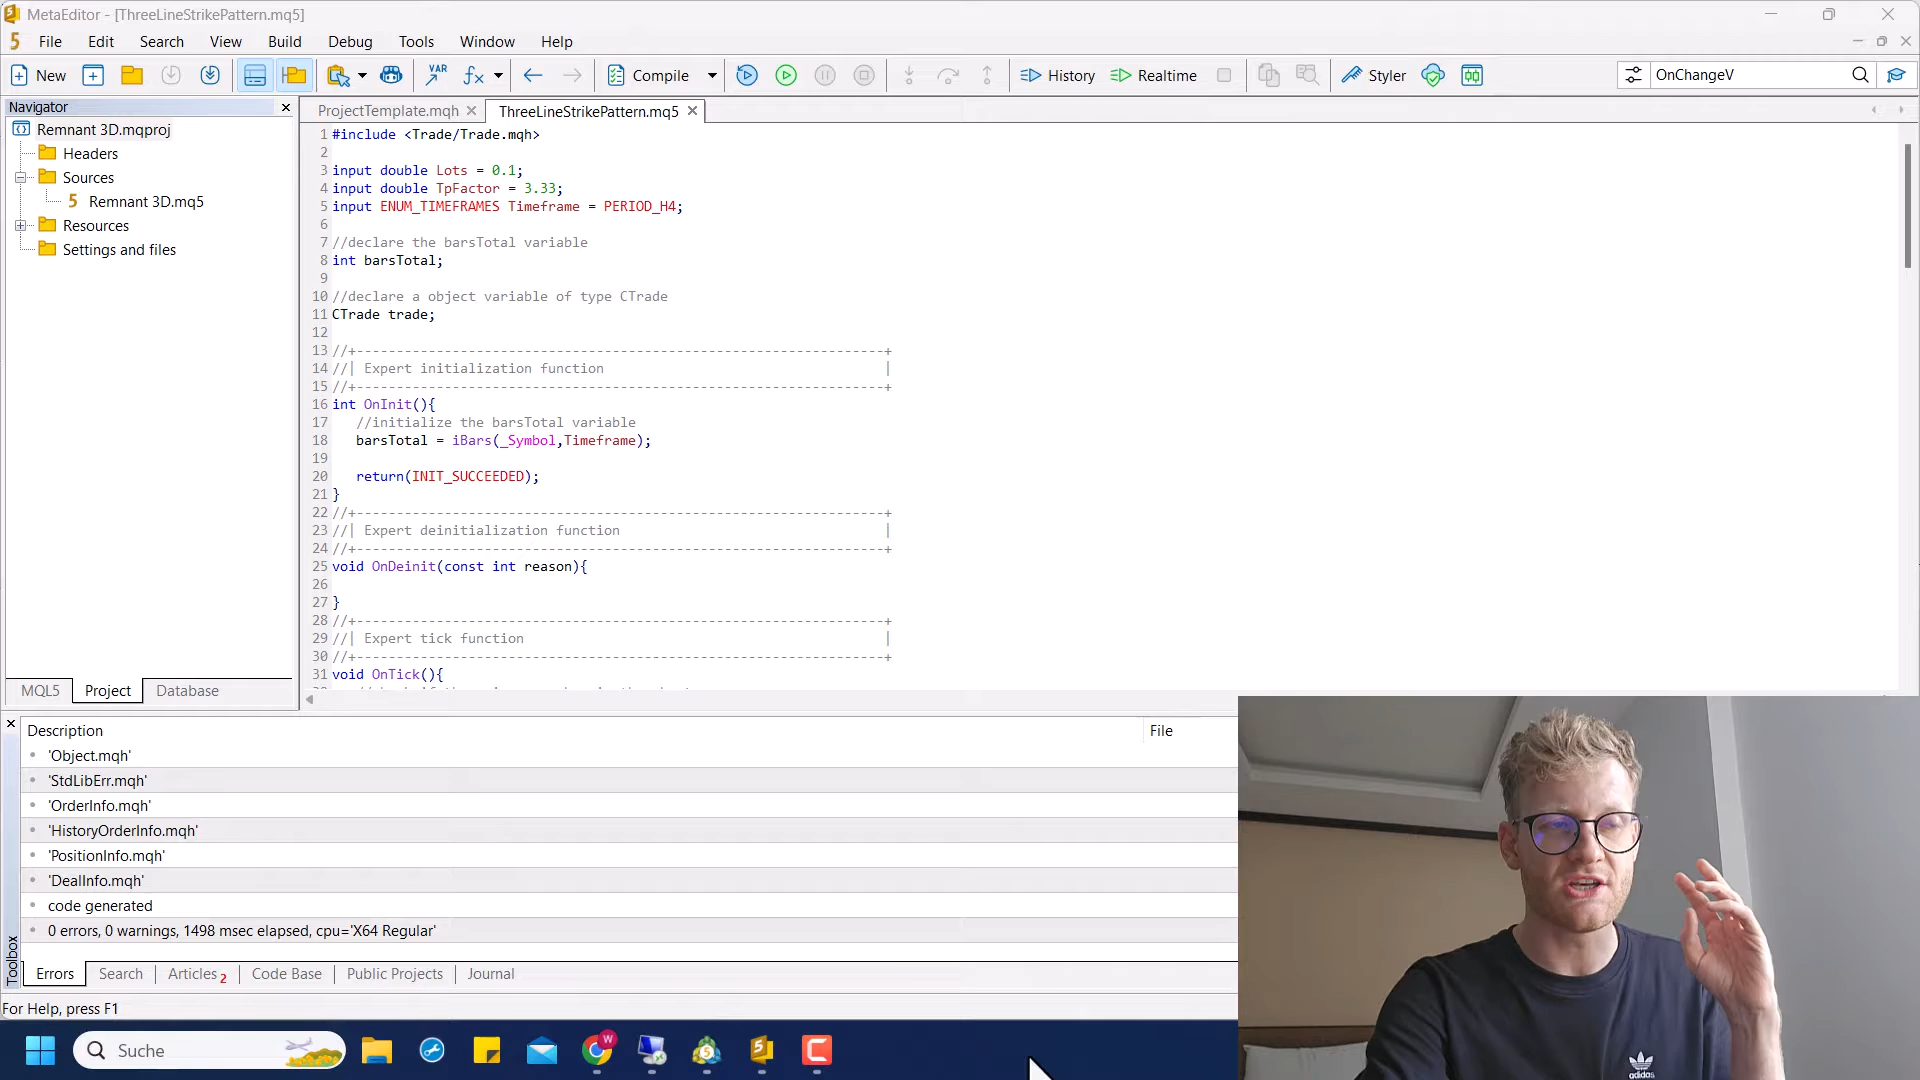 MetaEditor - [ThreeLineStrikePattern.mq5]
File Edit Search View Build Debug Tools Window Help
New Compile History Realtime Styler OnChangeV
Navigator
Remnant 3D.mqproj
Headers
Sources
Remnant 3D.mq5
Resources
Settings and files
MQL5 Project Database
ProjectTemplate.mqh ThreeLineStrikePattern.mq5
1 #include <Trade/Trade.mqh>
2
3 input double Lots = 0.1;
4 input double TpFactor = 3.33;
5 input ENUM_TIMEFRAMES Timeframe = PERIOD_H4;
6
7 //declare the barsTotal variable
8 int barsTotal;
9
10 //declare a object variable of type CTrade
11 CTrade trade;
12
13 //+------------------------------------------------------------------+
14 //| Expert initialization function |
15 //+------------------------------------------------------------------+
16 int OnInit(){
17 //initialize the barsTotal variable
18 barsTotal = iBars(_Symbol,Timeframe);
19
20 return(INIT_SUCCEEDED);
21 }
22 //+------------------------------------------------------------------+
23 //| Expert deinitialization function |
24 //+------------------------------------------------------------------+
25 void OnDeinit(const int reason){
26
27 }
28 //+------------------------------------------------------------------+
29 //| Expert tick function |
30 //+------------------------------------------------------------------+
31 void OnTick(){
Description File
'Object.mqh'
'StdLibErr.mqh'
'OrderInfo.mqh'
'HistoryOrderInfo.mqh'
'PositionInfo.mqh'
'DealInfo.mqh'
code generated
0 errors, 0 warnings, 1498 msec elapsed, cpu='X64 Regular'
Toolbox
Errors Search Articles 2 Code Base Public Projects Journal
For Help, press F1
Suche
adidas